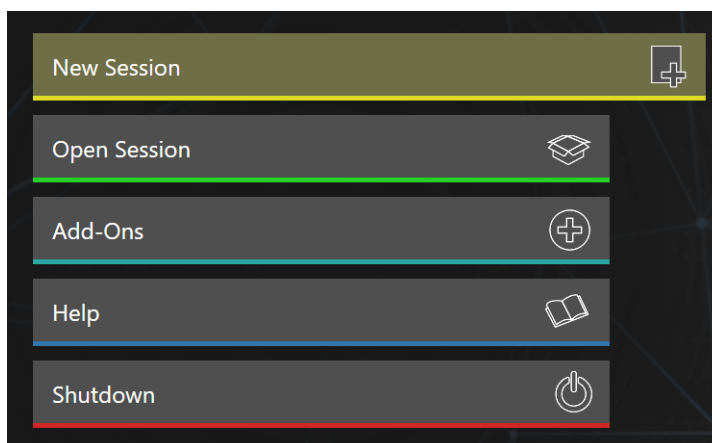 New Session
Open Session
Add-Ons
Help
Shutdown